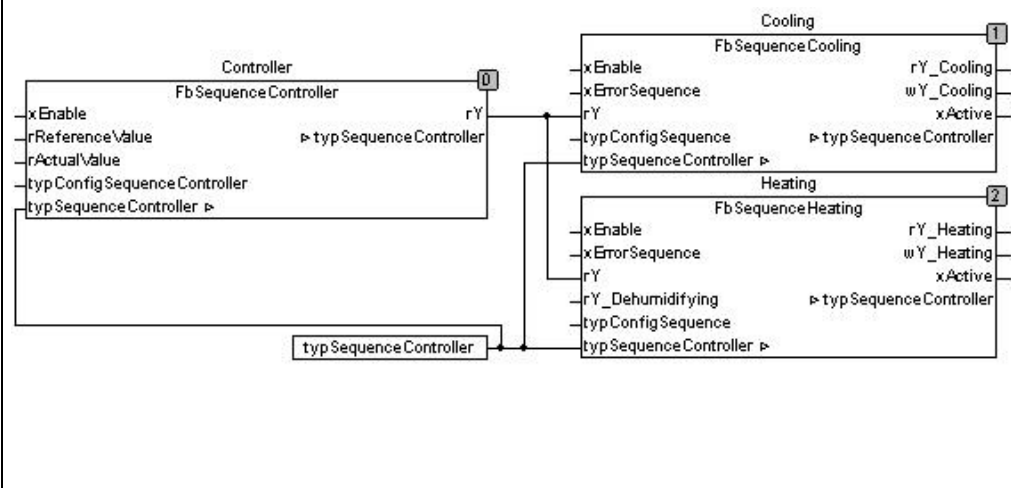 Controller
0
FbSequenceController
xEnable rY
rReferenceValue ▹typSequenceController
rActualValue
typConfigSequenceController
typSequenceController ▹
typSequenceController
Cooling
1
FbSequenceCooling
xEnable rY_Cooling
xErrorSequence wY_Cooling
rY xActive
typConfigSequence ▹typSequenceController
typSequenceController ▹
Heating
2
FbSequenceHeating
xEnable rY_Heating
xErrorSequence wY_Heating
rY xActive
rY_Dehumidifying ▹typSequenceController
typConfigSequence
typSequenceController ▹